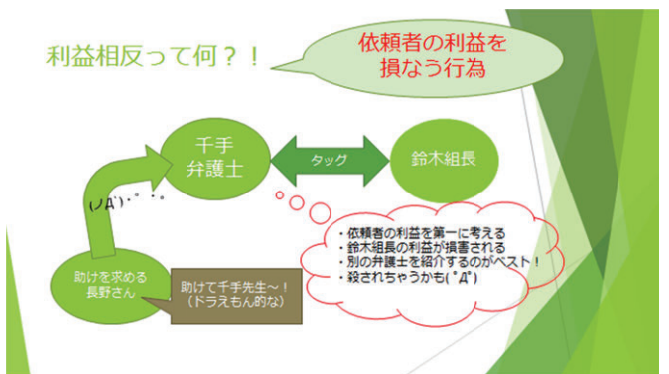 利益相反って何？！
依頼者の利益を
損なう行為
千手
弁護士
タッグ
鈴木組長
(ノД`)・゜・。
・依頼者の利益を第一に考える
・鈴木組長の利益が損害される
・別の弁護士を紹介するのがベスト！
・殺されちゃうかも( ﾟДﾟ)
助けを求める
長野さん
助けて千手先生～！
（ドラえもん的な）